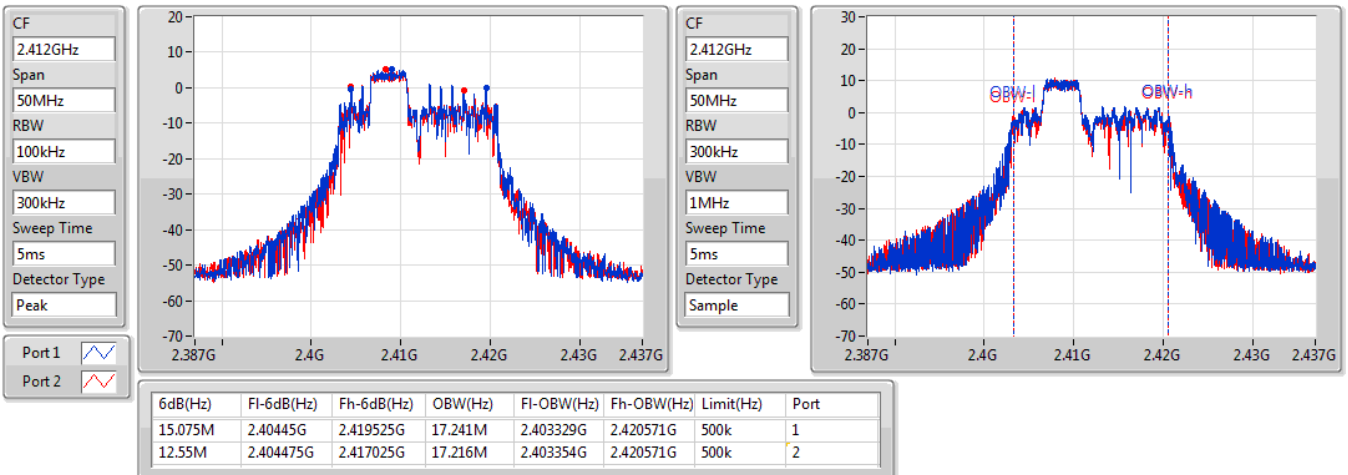 CF
2.412GHz
Span
50MHz
RBW
100kHz
VBW
300kHz
Sweep Time
5ms
Detector Type
Peak
Port 1
Port 2
20
10
0
-10
-20
-30
-40
-50
-60
-70
2.387G 2.4G 2.41G 2.42G 2.43G 2.437G
CF
2.412GHz
Span
50MHz
RBW
300kHz
VBW
1MHz
Sweep Time
5ms
Detector Type
Sample
30
20
10
0
-10
-20
-30
-40
-50
-60
-70
OBW-l OBW-h
OBW-l OBW-h
2.387G 2.4G 2.41G 2.42G 2.43G 2.437G
6dB(Hz) Fl-6dB(Hz) Fh-6dB(Hz) OBW(Hz) Fl-OBW(Hz) Fh-OBW(Hz) Limit(Hz) Port
15.075M 2.40445G 2.419525G 17.241M 2.403329G 2.420571G 500k 1
12.55M 2.404475G 2.417025G 17.216M 2.403354G 2.420571G 500k 2